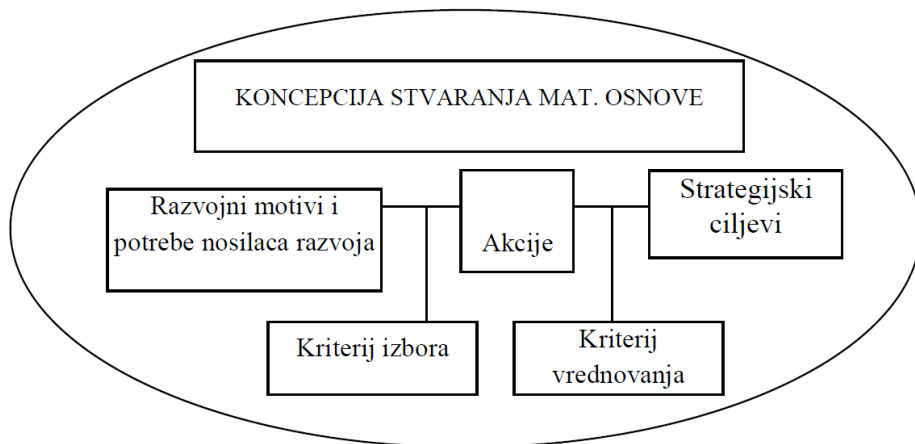 KONCEPCIJA STVARANJA MAT. OSNOVE
Razvojni motivi i
potrebe nosilaca razvoja
Akcije
Strategijski
ciljevi
Kriterij izbora
Kriterij
vrednovanja